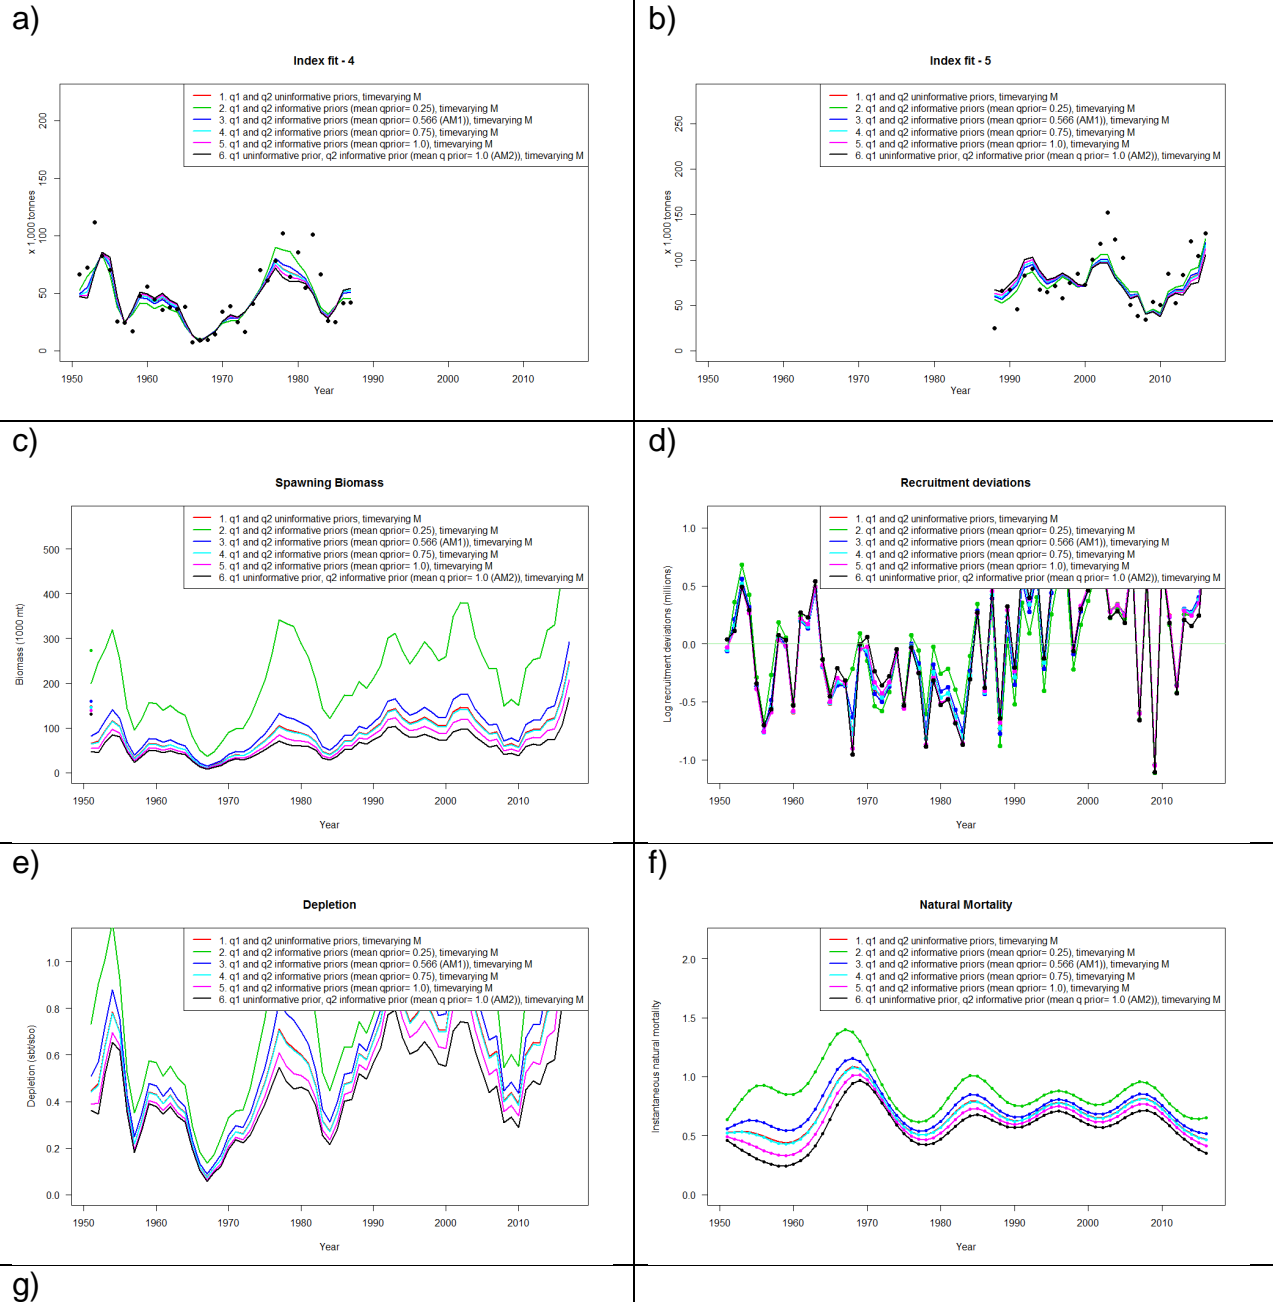 a)
Index fit - 4
1. q1 and q2 uninformative priors, timevarying M
2. q1 and q2 informative priors (mean qprior= 0.25), timevarying M
3. q1 and q2 informative priors (mean qprior= 0.566 (AM1)), timevarying M
4. q1 and q2 informative priors (mean qprior= 0.75), timevarying M
5. q1 and q2 informative priors (mean qprior= 1.0), timevarying M
6. q1 uninformative prior, q2 informative prior (mean q prior= 1.0 (AM2)), timevarying M
x 1,000 tonnes
200
150
100
50
0
1950 1960 1970 1980 1990 2000 2010
Year
b)
Index fit - 5
1. q1 and q2 uninformative priors, timevarying M
2. q1 and q2 informative priors (mean qprior= 0.25), timevarying M
3. q1 and q2 informative priors (mean qprior= 0.566 (AM1)), timevarying M
4. q1 and q2 informative priors (mean qprior= 0.75), timevarying M
5. q1 and q2 informative priors (mean qprior= 1.0), timevarying M
6. q1 uninformative prior, q2 informative prior (mean q prior= 1.0 (AM2)), timevarying M
x 1,000 tonnes
250
200
150
100
50
0
1950 1960 1970 1980 1990 2000 2010
Year
c)
Spawning Biomass
1. q1 and q2 uninformative priors, timevarying M
2. q1 and q2 informative priors (mean qprior= 0.25), timevarying M
3. q1 and q2 informative priors (mean qprior= 0.566 (AM1)), timevarying M
4. q1 and q2 informative priors (mean qprior= 0.75), timevarying M
5. q1 and q2 informative priors (mean qprior= 1.0), timevarying M
6. q1 uninformative prior, q2 informative prior (mean q prior= 1.0 (AM2)), timevarying M
Biomass (1000 mt)
500
400
300
200
100
0
1950 1960 1970 1980 1990 2000 2010
Year
d)
Recruitment deviations
1. q1 and q2 uninformative priors, timevarying M
2. q1 and q2 informative priors (mean qprior= 0.25), timevarying M
3. q1 and q2 informative priors (mean qprior= 0.566 (AM1)), timevarying M
4. q1 and q2 informative priors (mean qprior= 0.75), timevarying M
5. q1 and q2 informative priors (mean qprior= 1.0), timevarying M
6. q1 uninformative prior, q2 informative prior (mean q prior= 1.0 (AM2)), timevarying M
Log recruitment deviations (millions)
1.0
0.5
0.0
-0.5
-1.0
1950 1960 1970 1980 1990 2000 2010
Year
e)
Depletion
1. q1 and q2 uninformative priors, timevarying M
2. q1 and q2 informative priors (mean qprior= 0.25), timevarying M
3. q1 and q2 informative priors (mean qprior= 0.566 (AM1)), timevarying M
4. q1 and q2 informative priors (mean qprior= 0.75), timevarying M
5. q1 and q2 informative priors (mean qprior= 1.0), timevarying M
6. q1 uninformative prior, q2 informative prior (mean q prior= 1.0 (AM2)), timevarying M
Depletion (sbt/sbo)
1.0
0.8
0.6
0.4
0.2
0.0
1950 1960 1970 1980 1990 2000 2010
Year
f)
Natural Mortality
1. q1 and q2 uninformative priors, timevarying M
2. q1 and q2 informative priors (mean qprior= 0.25), timevarying M
3. q1 and q2 informative priors (mean qprior= 0.566 (AM1)), timevarying M
4. q1 and q2 informative priors (mean qprior= 0.75), timevarying M
5. q1 and q2 informative priors (mean qprior= 1.0), timevarying M
6. q1 uninformative prior, q2 informative prior (mean q prior= 1.0 (AM2)), timevarying M
Instantaneous natural mortality
2.0
1.5
1.0
0.5
0.0
1950 1960 1970 1980 1990 2000 2010
Year
g)